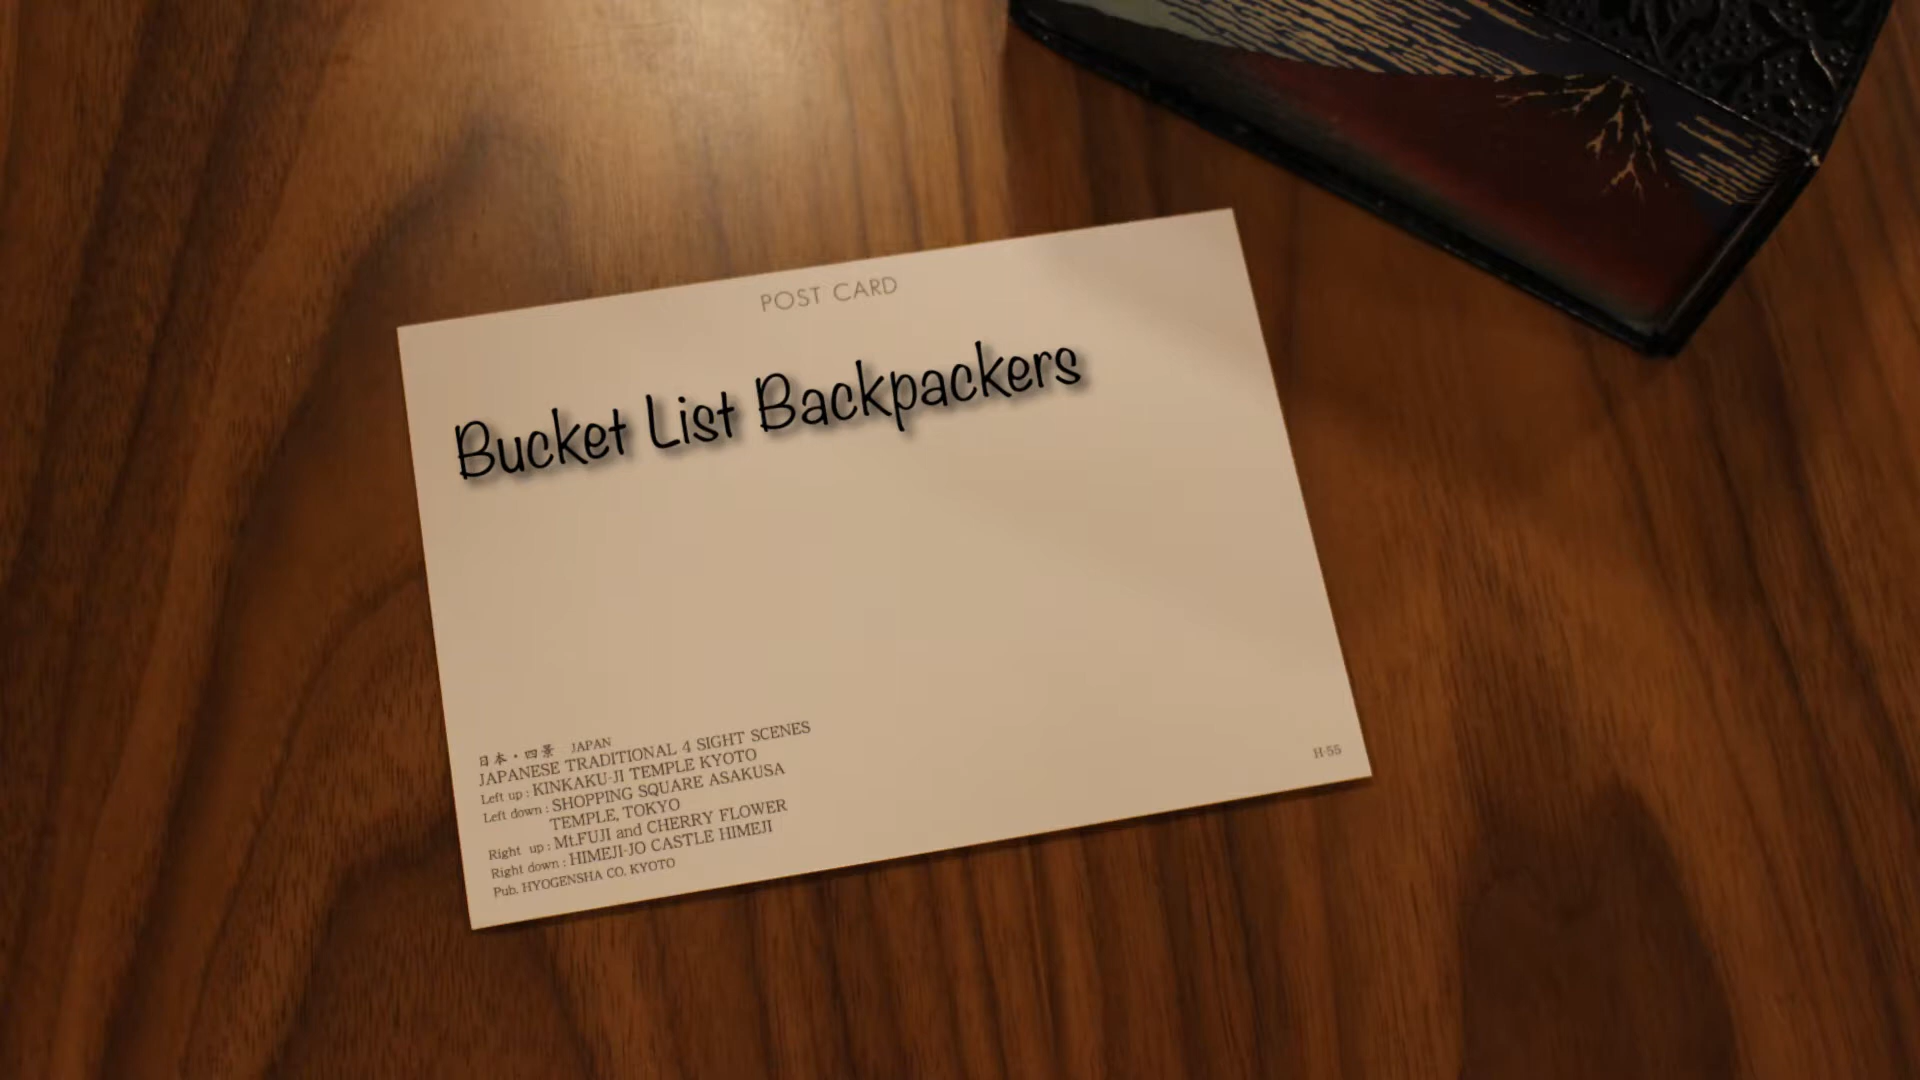 POST CARD
Bucket List Backpackers
日本・四景 JAPAN
JAPANESE TRADITIONAL 4 SIGHT SCENES
Left up : KINKAKU-JI TEMPLE KYOTO
Left down : SHOPPING SQUARE ASAKUSA
TEMPLE, TOKYO
Right up : Mt.FUJI and CHERRY FLOWER
Right down : HIMEJI-JO CASTLE HIMEJI
Pub. HYOGENSHA CO, KYOTO
H-55